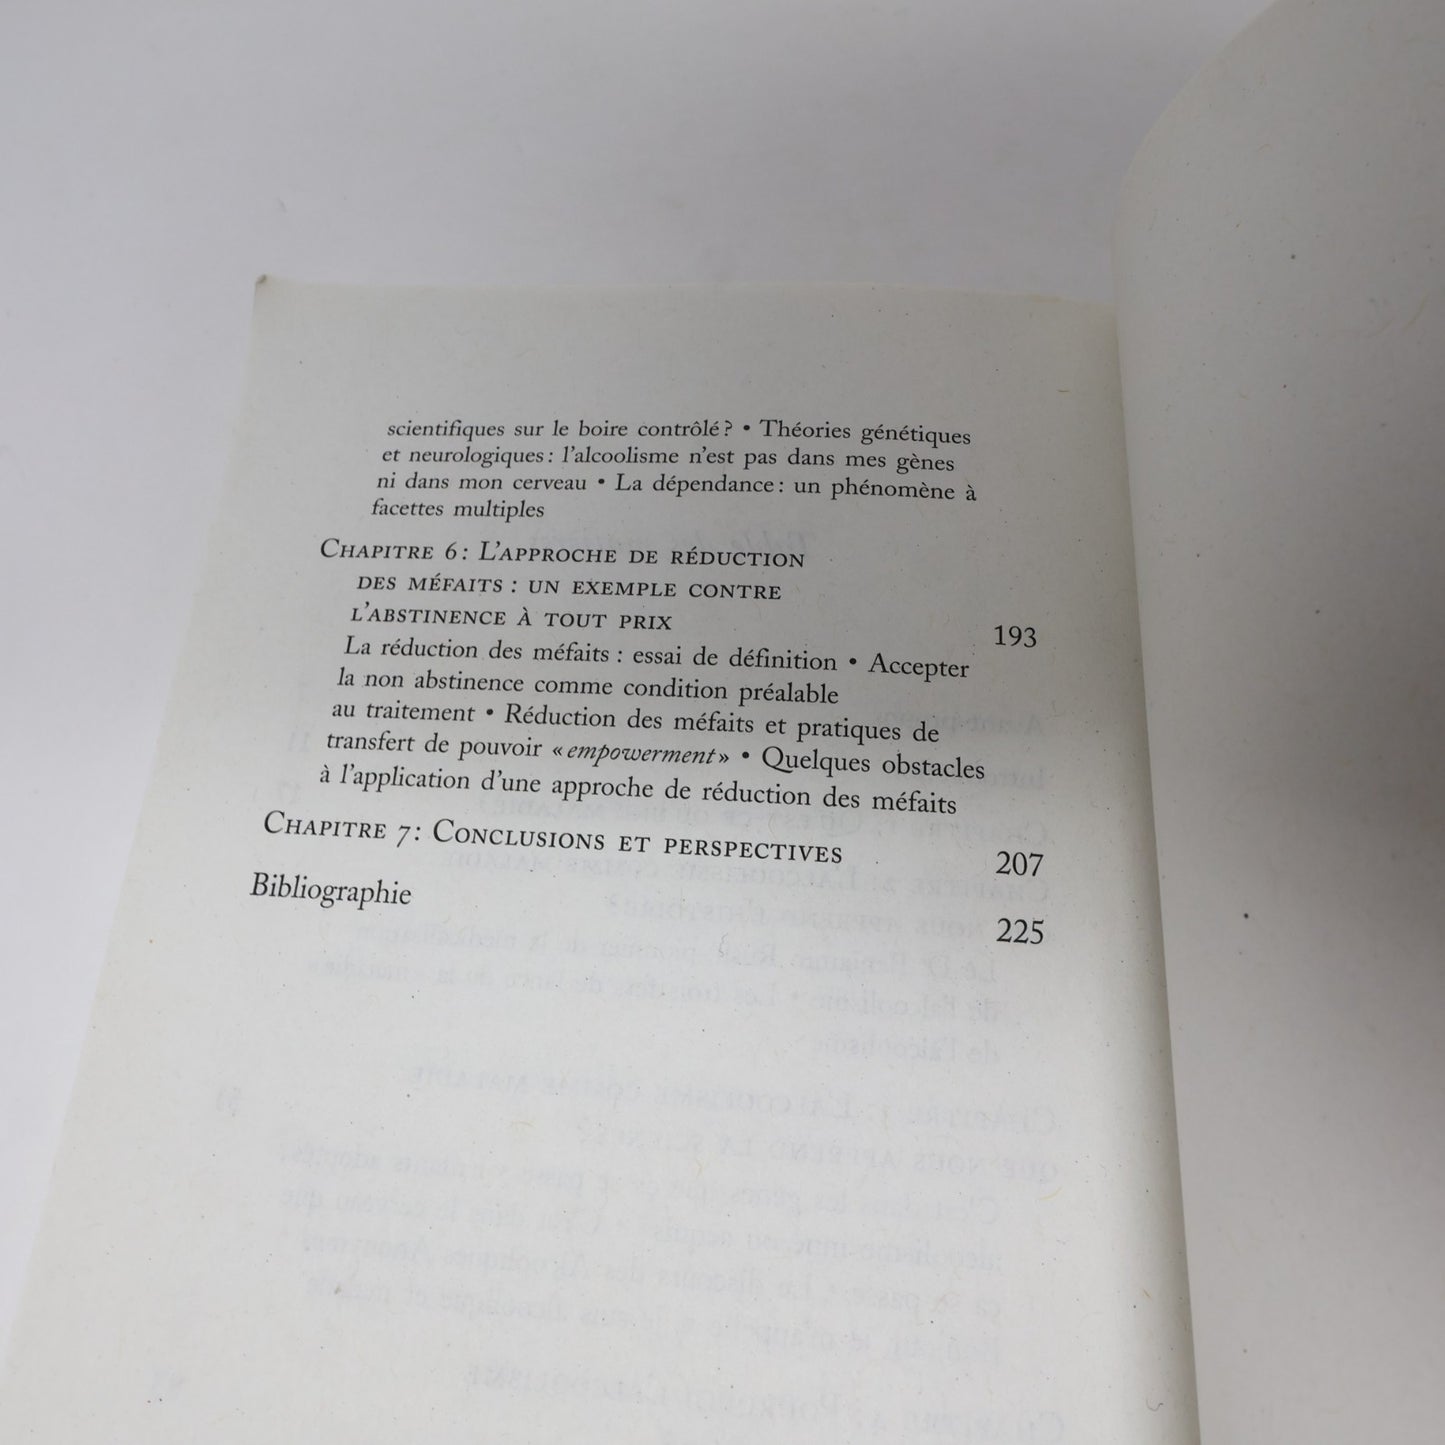 scientifiques sur le boire contrôlé ? • Théories génétiques
et neurologiques : l'alcoolisme n'est pas dans mes gènes
ni dans mon cerveau • La dépendance : un phénomène à
facettes multiples
CHAPITRE 6 : L'APPROCHE DE RÉDUCTION
DES MÉFAITS : UN EXEMPLE CONTRE
L'ABSTINENCE À TOUT PRIX 193
La réduction des méfaits : essai de définition • Accepter
la non abstinence comme condition préalable
au traitement • Réduction des méfaits et pratiques de
transfert de pouvoir « empowerment » • Quelques obstacles
à l'application d'une approche de réduction des méfaits
CHAPITRE 7 : CONCLUSIONS ET PERSPECTIVES 207
Bibliographie 225